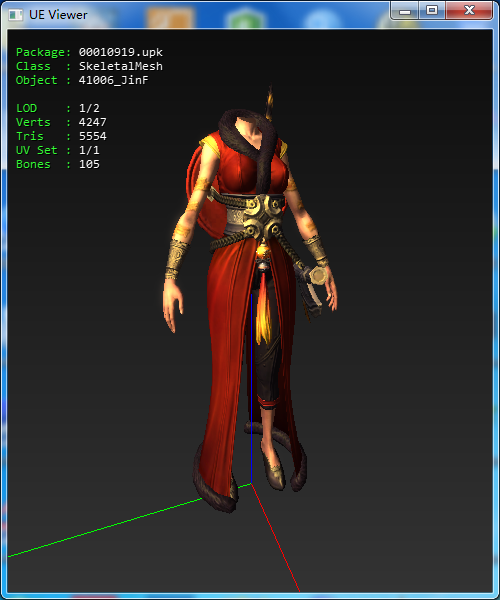 UE Viewer
Package: 00010919.upk
Class : SkeletalMesh
Object : 41006_JinF
LOD : 1/2
Verts : 4247
Tris : 5554
UV Set : 1/1
Bones : 105